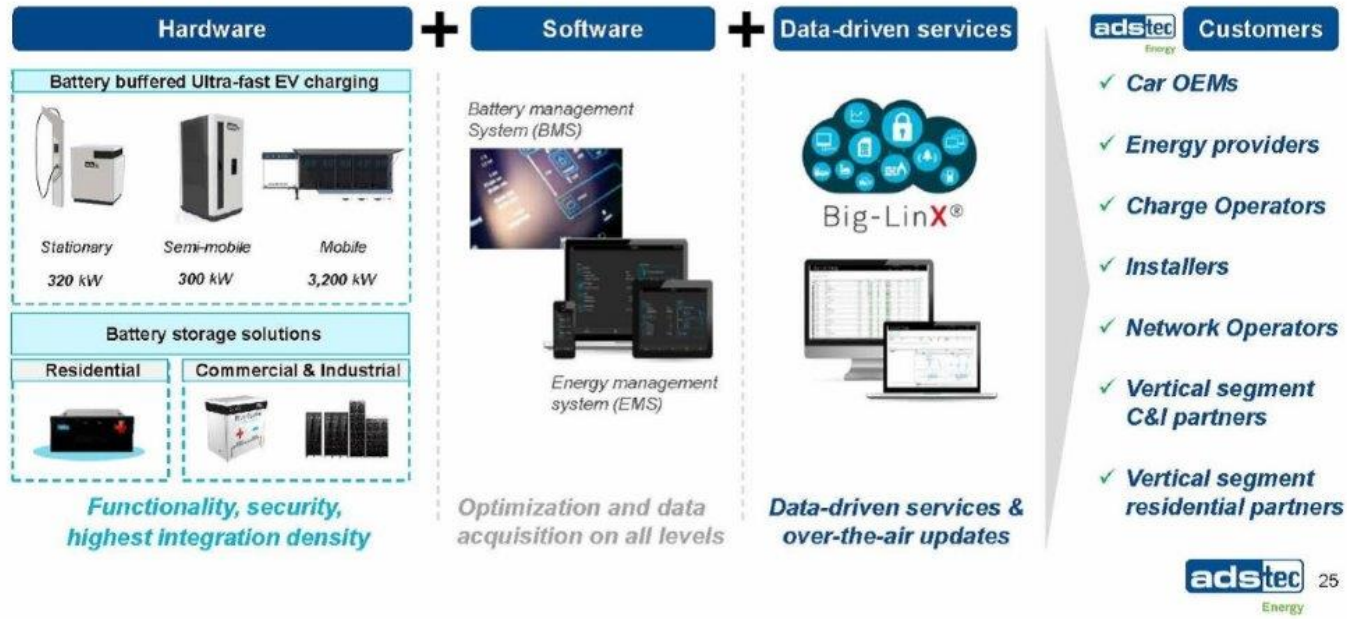 Hardware
+
Software
+
Data-driven services
adstec
Energy
Customers
Battery buffered Ultra-fast EV charging
Stationary
Semi-mobile
Mobile
320 kW
300 kW
3,200 kW
Battery storage solutions
Residential
Commercial & Industrial
Functionality, security,
highest integration density
Battery management
System (BMS)
Energy management
system (EMS)
Optimization and data
acquisition on all levels
Big-LinX®
Data-driven services &
over-the-air updates
✓ Car OEMs
✓ Energy providers
✓ Charge Operators
✓ Installers
✓ Network Operators
✓ Vertical segment
C&I partners
✓ Vertical segment
residential partners
adstec
Energy
25